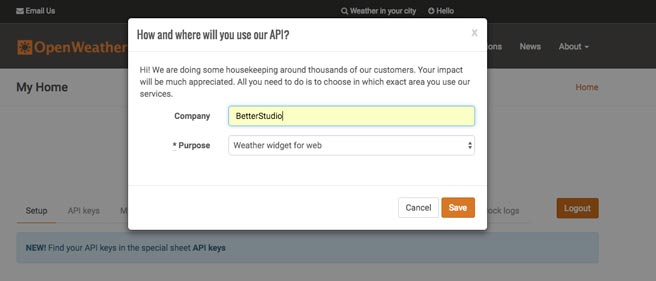 Email Us
Weather in your city
Hello
OpenWeather
News
About
How and where will you use our API?
x
My Home
Home
Hi! We are doing some housekeeping around thousands of our customers. Your impact
will be much appreciated. All you need to do is to choose in which exact area you use our
services.
Company
BetterStudio
* Purpose
Weather widget for web
Cancel
Save
Setup
API keys
M
ock logs
Logout
NEW! Find your API keys in the special sheet API keys